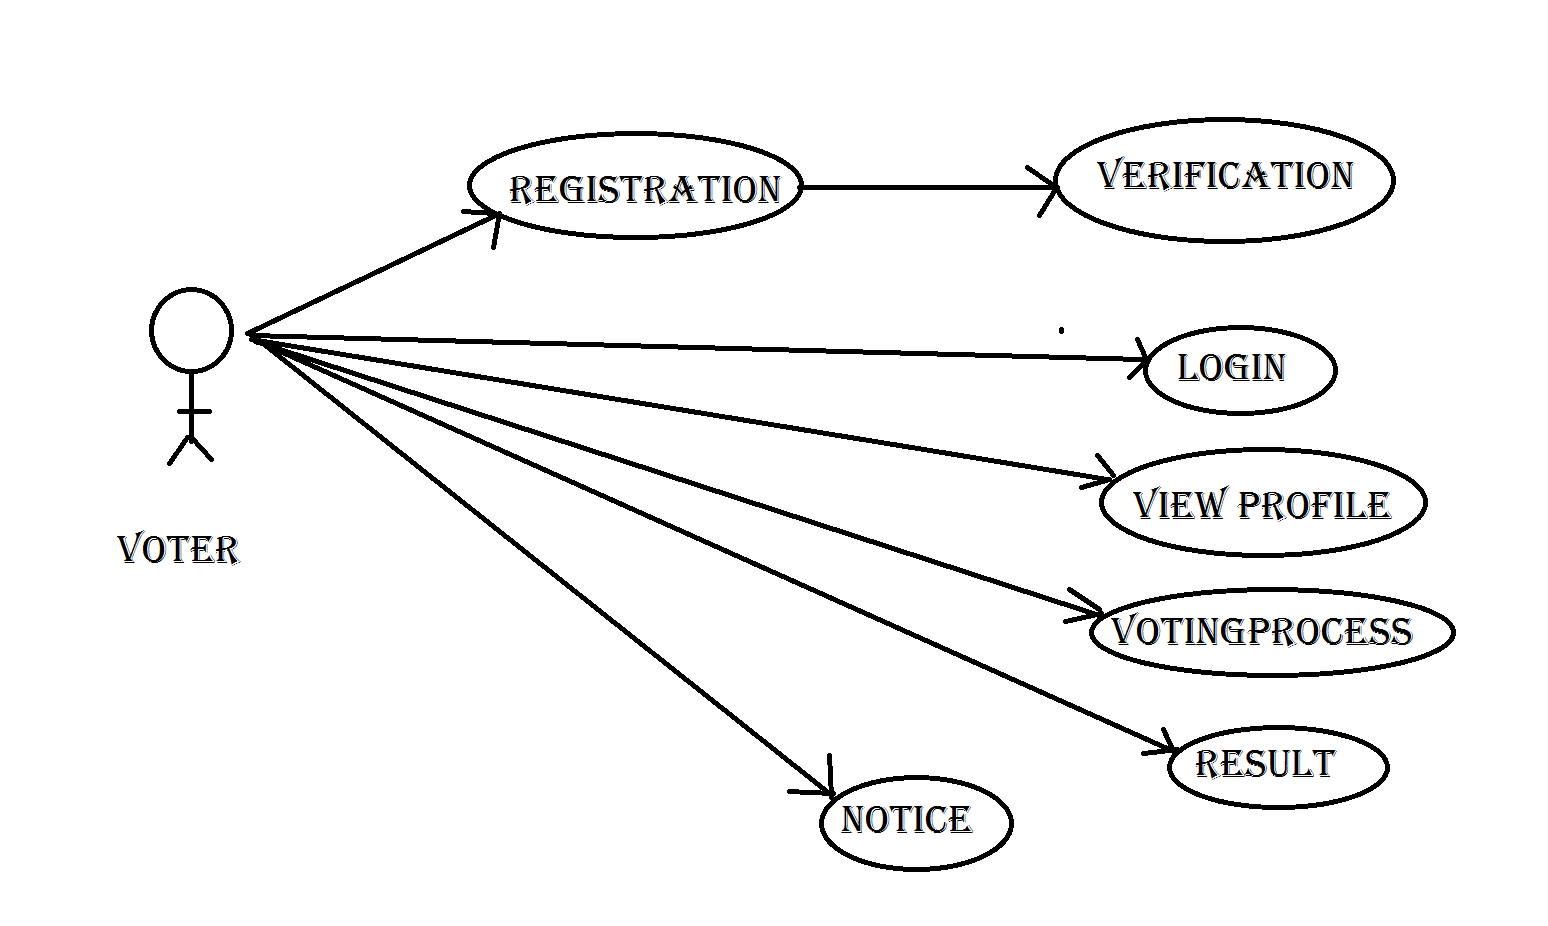 REGISTRATION
VERIFICATION
LOGIN
VIEW PROFILE
VOTER
VOTINGPROCESS
RESULT
NOTICE